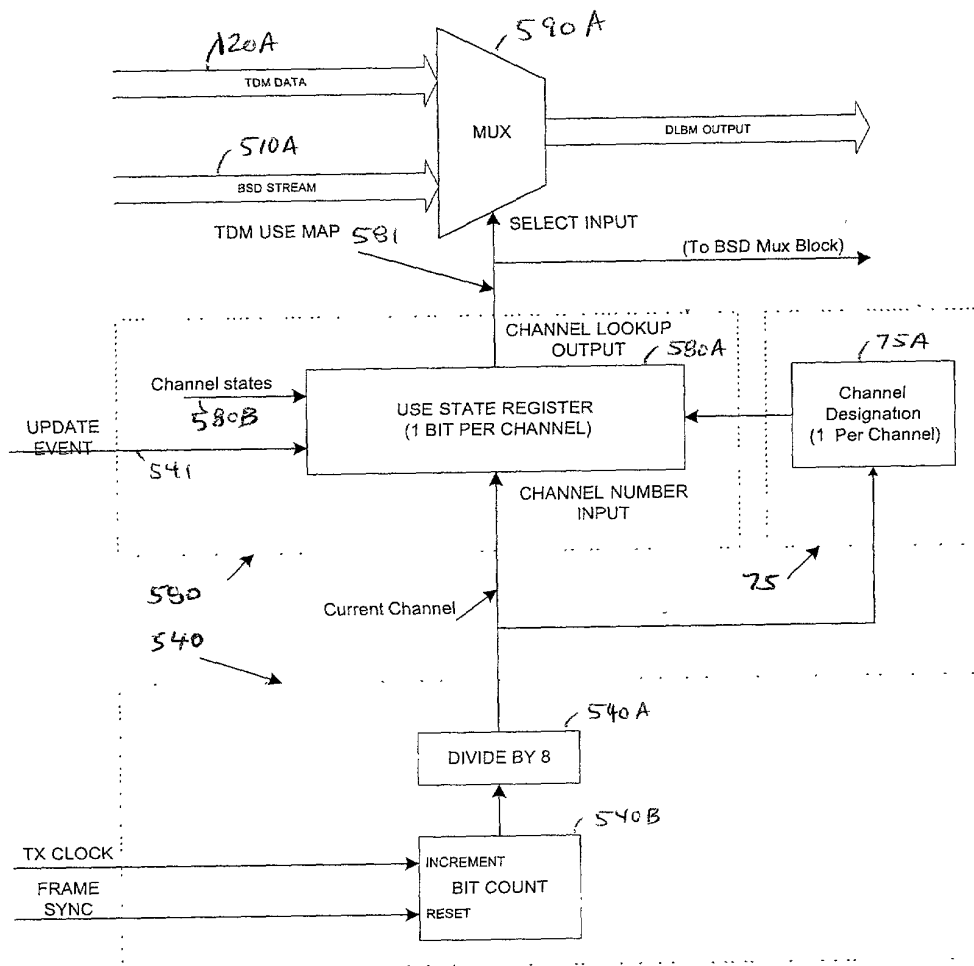 120A
590A
TDM DATA
MUX
DLBM OUTPUT
510A
BSD STREAM
TDM USE MAP 581
SELECT INPUT
(To BSD Mux Block)
CHANNEL LOOKUP
OUTPUT
580A
75A
Channel states
580B
USE STATE REGISTER
(1 BIT PER CHANNEL)
Channel
Designation
(1 Per Channel)
UPDATE
EVENT
541
CHANNEL NUMBER
INPUT
580
75
Current Channel
540
540A
DIVIDE BY 8
540B
TX CLOCK
INCREMENT
BIT COUNT
FRAME
SYNC
RESET